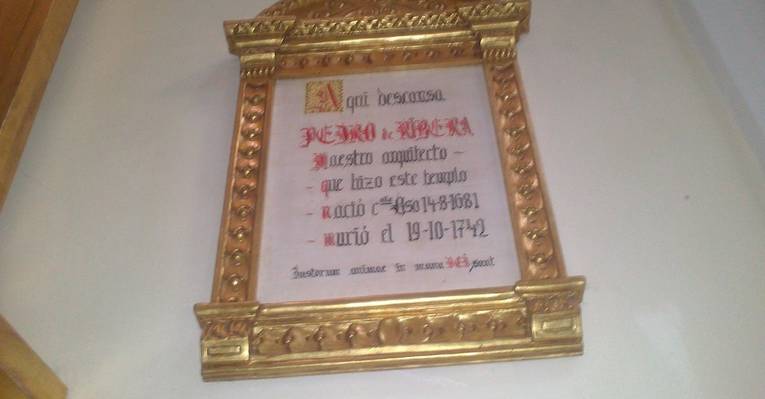 Aqui descansa
PEDRO de RIBERA
Maestro arquitecto -
- que hizo este templo
- nació 14-8-1681
- murió el 19-10-1742
Justorum animae in manu DEI sunt